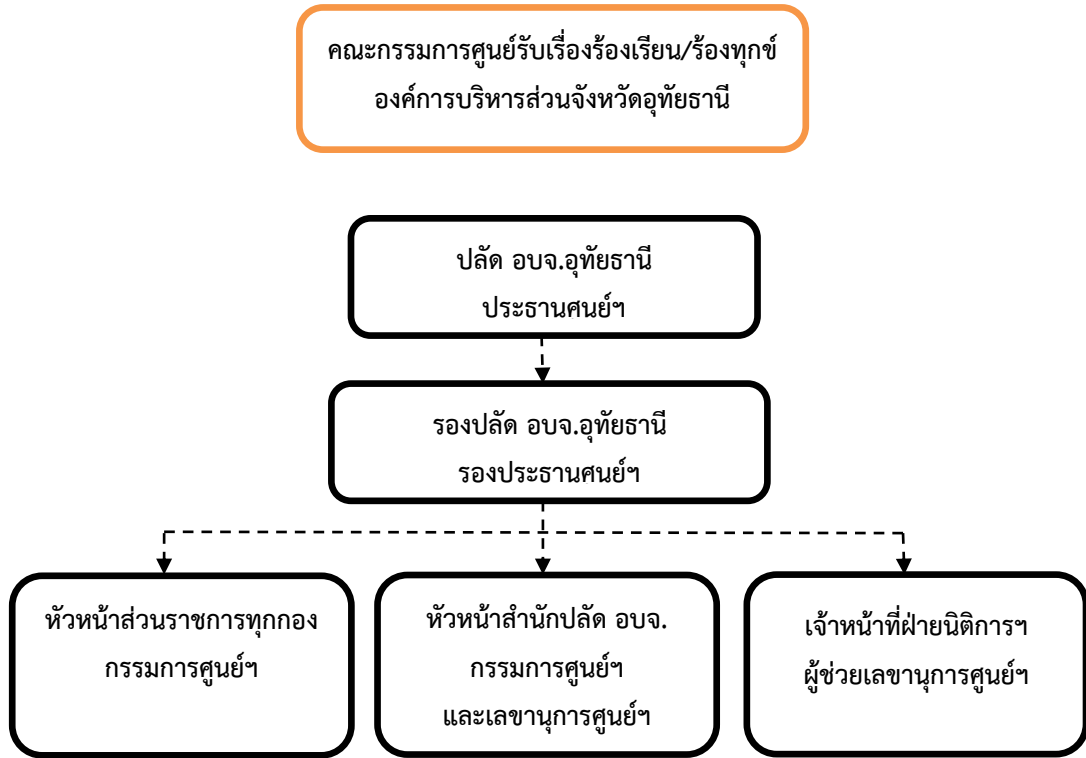 คณะกรรมการศูนย์รับเรื่องร้องเรียน/ร้องทุกข์
องค์การบริหารส่วนจังหวัดอุทัยธานี
ปลัด อบจ.อุทัยธานี
ประธานศนย์ฯ
รองปลัด อบจ.อุทัยธานี
รองประธานศนย์ฯ
หัวหน้าส่วนราชการทุกกอง
กรรมการศูนย์ฯ
หัวหน้าสำนักปลัด อบจ.
กรรมการศูนย์ฯ
และเลขานุการศูนย์ฯ
เจ้าหน้าที่ฝ่ายนิติการฯ
ผู้ช่วยเลขานุการศูนย์ฯ